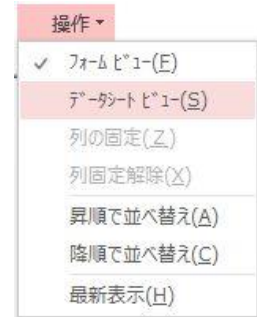 操作▾
✓ ﾌｫｰﾑ ﾋﾞｭｰ(F)
ﾃﾞｰﾀｼｰﾄ ﾋﾞｭｰ(S)
列の固定(Z)
列固定解除(X)
昇順で並べ替え(A)
降順で並べ替え(C)
最新表示(H)